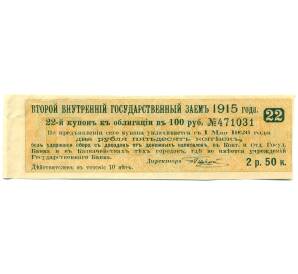 ВТОРОЙ ВНУТРЕННІЙ ГОСУДАРСТВЕННЫЙ ЗАЕМЪ 1915 года.
22
22-й купонъ къ облигаціи въ 100 руб. №471031
По предъявленіи сего купона уплачивается съ 1 Мая 1926 года
два рубля пятьдесятъ копѣекъ,
безъ удержанія сбора съ доходовъ отъ денежныхъ капиталовъ, въ Конт. и Отд. Госуд.
Банка и въ Казначействахъ тѣхъ городовъ, гдѣ не имѣется учрежденій
Государственнаго Банка.
Директоръ
2 р. 50 к.
Дѣйствителенъ въ теченіе 10 лѣтъ.